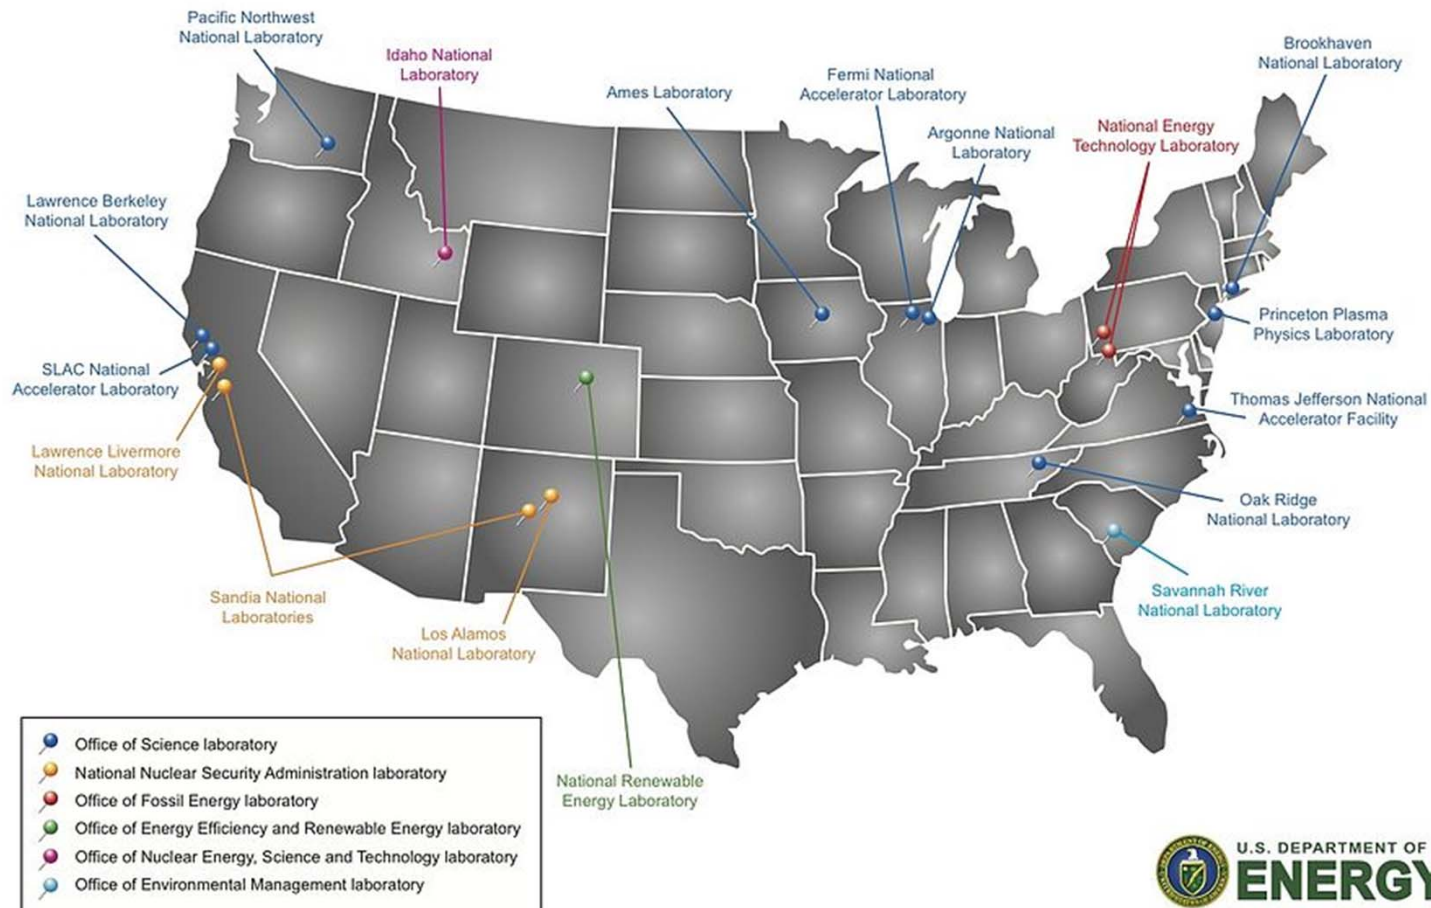 Pacific Northwest
National Laboratory
Idaho National
Laboratory
Ames Laboratory
Fermi National
Accelerator Laboratory
Argonne National
Laboratory
National Energy
Technology Laboratory
Brookhaven
National Laboratory
Lawrence Berkeley
National Laboratory
SLAC National
Accelerator Laboratory
Lawrence Livermore
National Laboratory
Sandia National
Laboratories
Los Alamos
National Laboratory
National Renewable
Energy Laboratory
Princeton Plasma
Physics Laboratory
Thomas Jefferson National
Accelerator Facility
Oak Ridge
National Laboratory
Savannah River
National Laboratory
Office of Science laboratory
National Nuclear Security Administration laboratory
Office of Fossil Energy laboratory
Office of Energy Efficiency and Renewable Energy laboratory
Office of Nuclear Energy, Science and Technology laboratory
Office of Environmental Management laboratory
U.S. DEPARTMENT OF
ENERGY